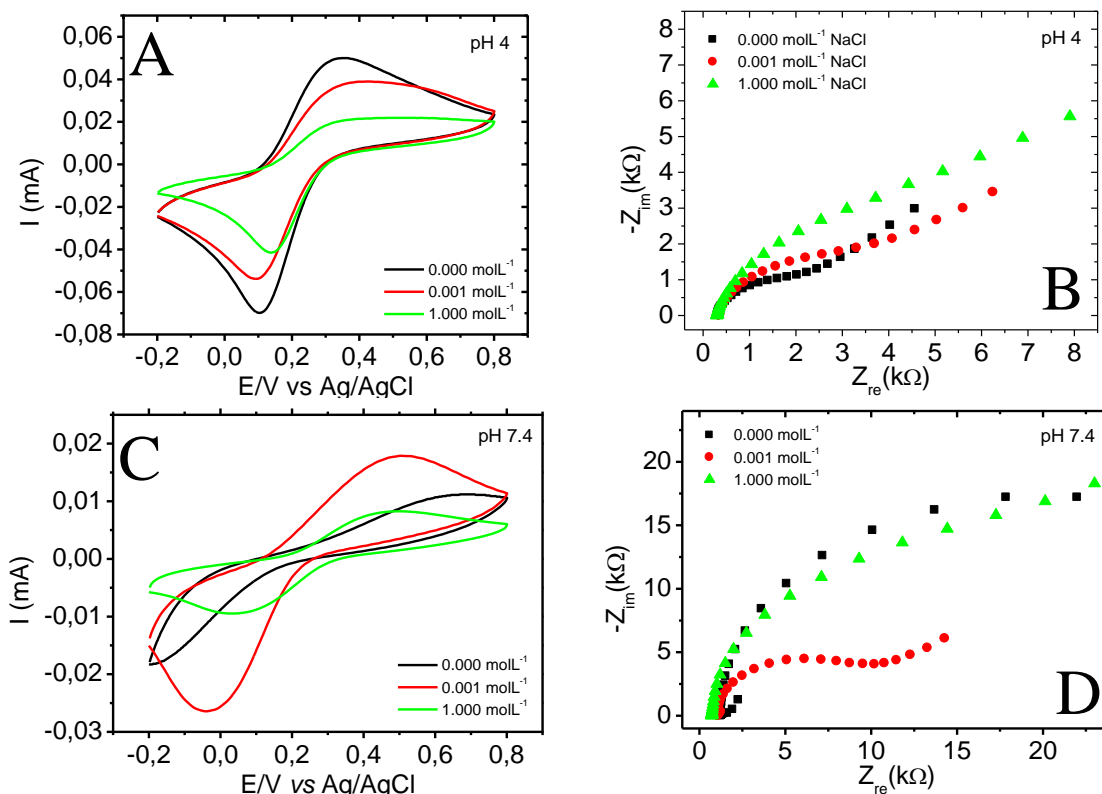 A
pH 4
0,06
0,04
0,02
0,00
-0,02
-0,04
-0,06
-0,08
I (mA)
0.000 molL⁻¹
0.001 molL⁻¹
1.000 molL⁻¹
-0,2 0,0 0,2 0,4 0,6 0,8
E/V vs Ag/AgCl
B
pH 4
0.000 molL⁻¹ NaCl
0.001 molL⁻¹ NaCl
1.000 molL⁻¹ NaCl
8
7
6
5
4
3
2
1
0
-Zim(kΩ)
0 1 2 3 4 5 6 7 8
Zre(kΩ)
C
pH 7.4
0,02
0,01
0,00
-0,01
-0,02
-0,03
I (mA)
0.000 molL⁻¹
0.001 molL⁻¹
1.000 molL⁻¹
-0,2 0,0 0,2 0,4 0,6 0,8
E/V vs Ag/AgCl
D
pH 7.4
0.000 molL⁻¹
0.001 molL⁻¹
1.000 molL⁻¹
20
15
10
5
0
-Zim(kΩ)
0 5 10 15 20
Zre(kΩ)